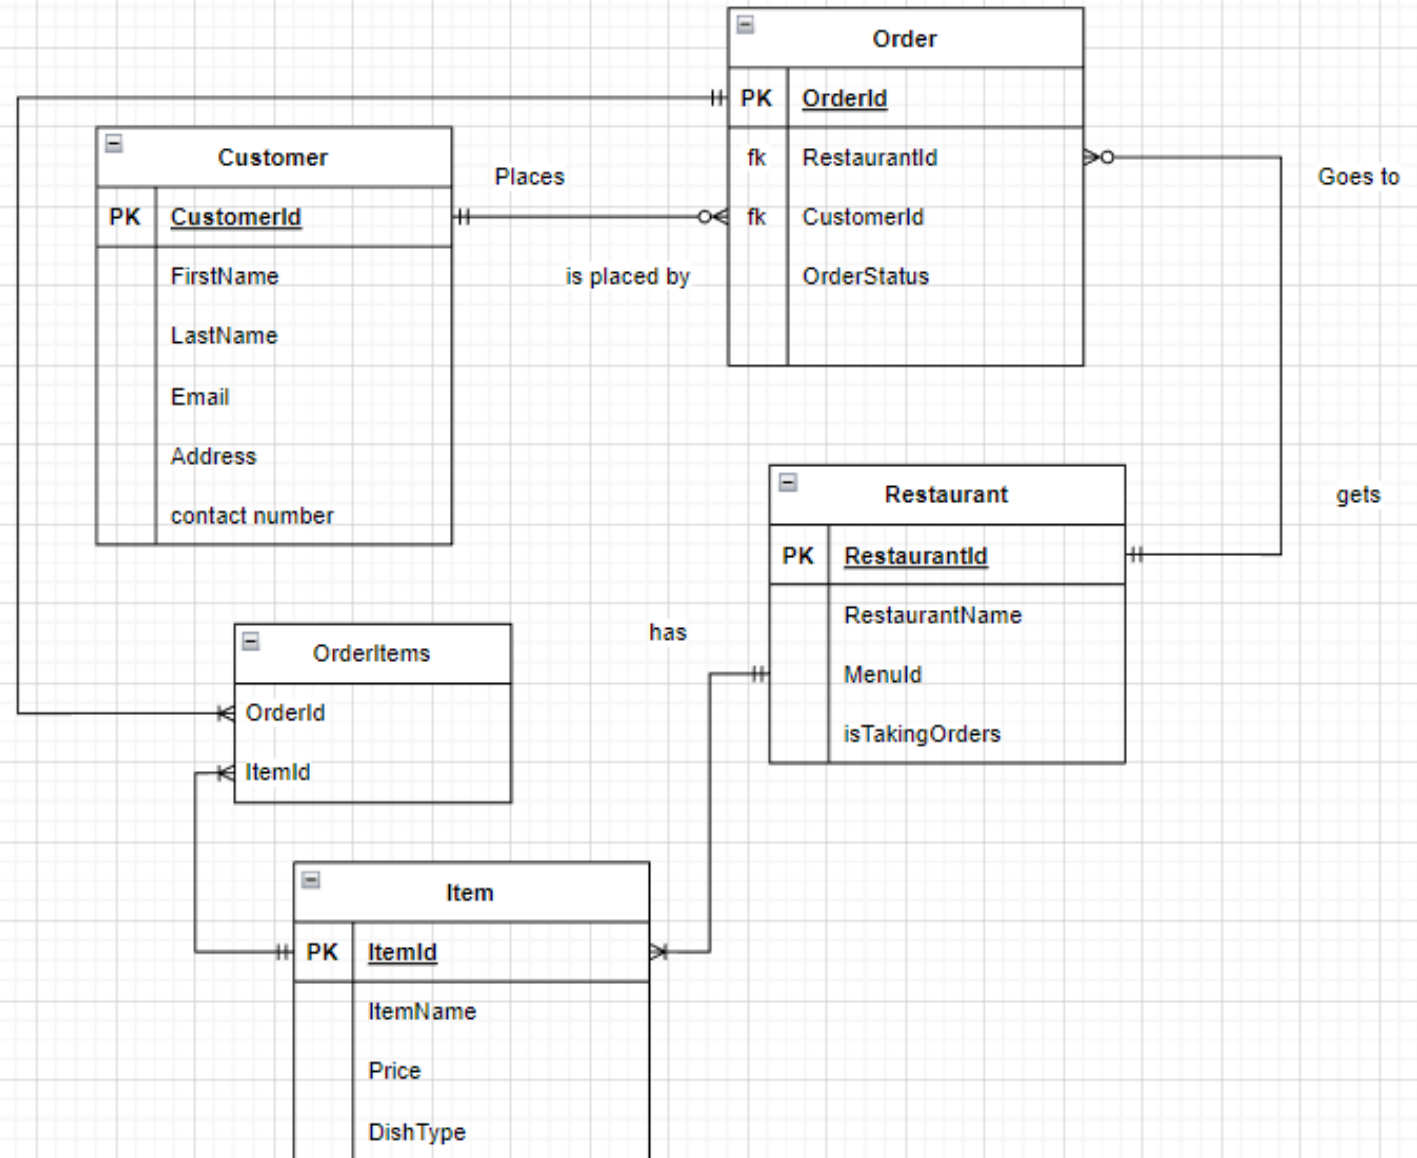 Order
PK OrderId
fk RestaurantId
fk CustomerId
OrderStatus
Customer
PK CustomerId
FirstName
LastName
Email
Address
contact number
Places
is placed by
Goes to
gets
Restaurant
PK RestaurantId
RestaurantName
MenuId
isTakingOrders
has
OrderItems
OrderId
ItemId
Item
PK ItemId
ItemName
Price
DishType